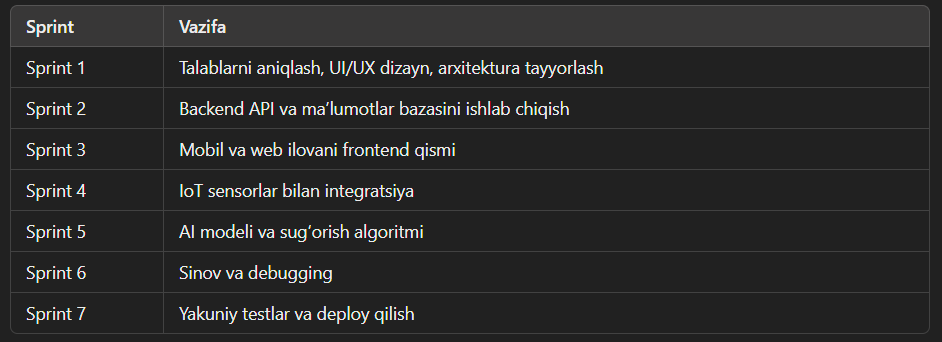 Sprint Vazifa
Sprint 1 Talablarni aniqlash, UI/UX dizayn, arxitektura tayyorlash
Sprint 2 Backend API va ma’lumotlar bazasini ishlab chiqish
Sprint 3 Mobil va web ilovani frontend qismi
Sprint 4 IoT sensorlar bilan integratsiya
Sprint 5 AI modeli va sug‘orish algoritmi
Sprint 6 Sinov va debugging
Sprint 7 Yakuniy testlar va deploy qilish